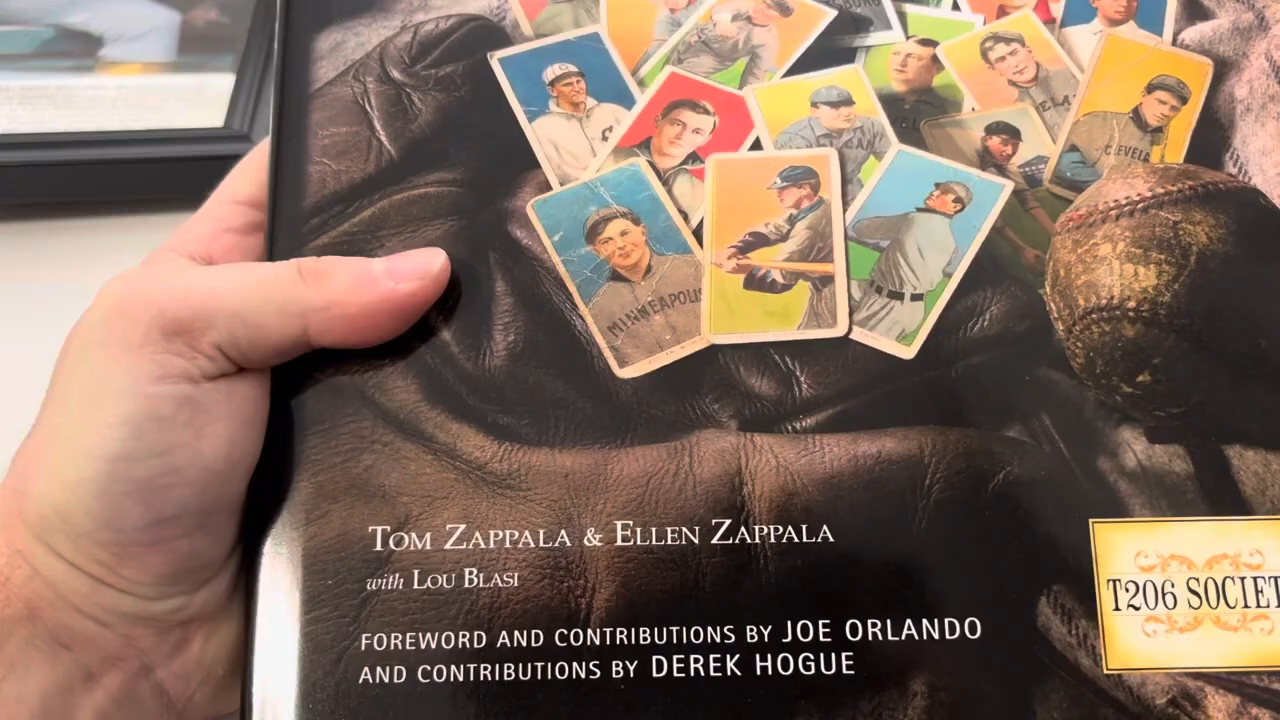 MINNEAPOLIS
TOM ZAPPALA & ELLEN ZAPPALA
with LOU BLASI
FOREWORD AND CONTRIBUTIONS BY JOE ORLANDO
AND CONTRIBUTIONS BY DEREK HOGUE
T206 SOCIET